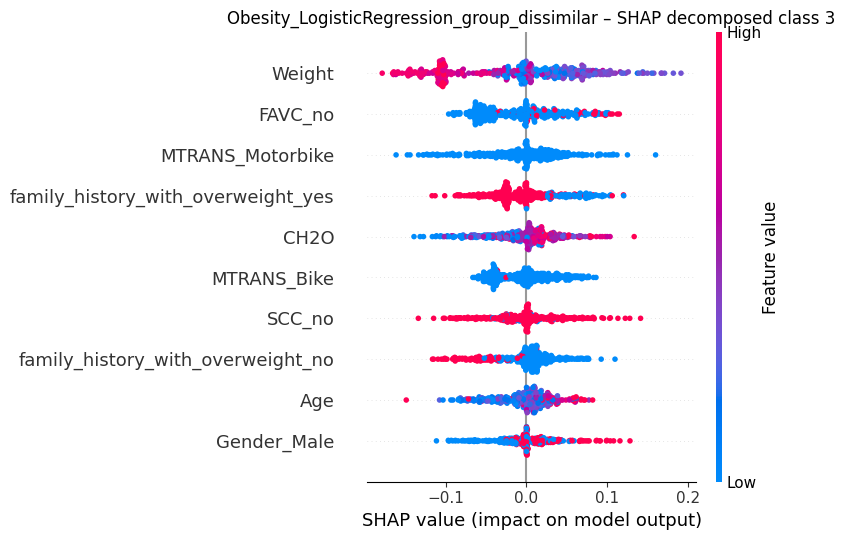 Obesity_LogisticRegression_group_dissimilar – SHAP decomposed class 3
High
Weight
FAVC_no
MTRANS_Motorbike
family_history_with_overweight_yes
CH2O
MTRANS_Bike
SCC_no
family_history_with_overweight_no
Age
Gender_Male
Feature value
Low
−0.1 0.0 0.1 0.2
SHAP value (impact on model output)